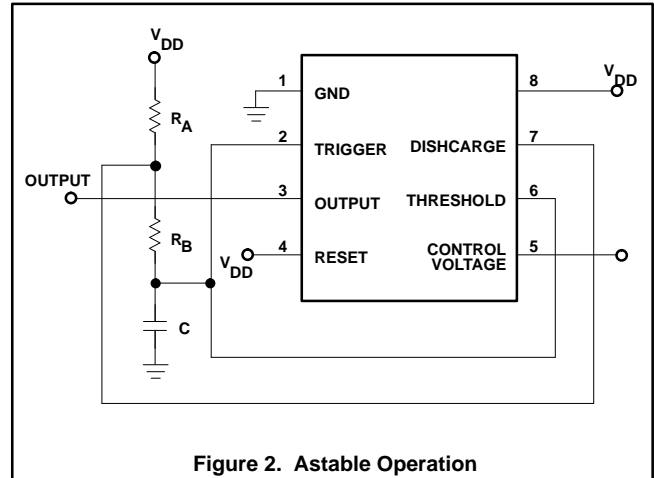 V DD
R A
OUTPUT
R B
C
V DD
1 GND
2 TRIGGER
3 OUTPUT
4 RESET
8 V DD
DISHCARGE 7
THRESHOLD 6
CONTROL VOLTAGE 5
Figure 2. Astable Operation